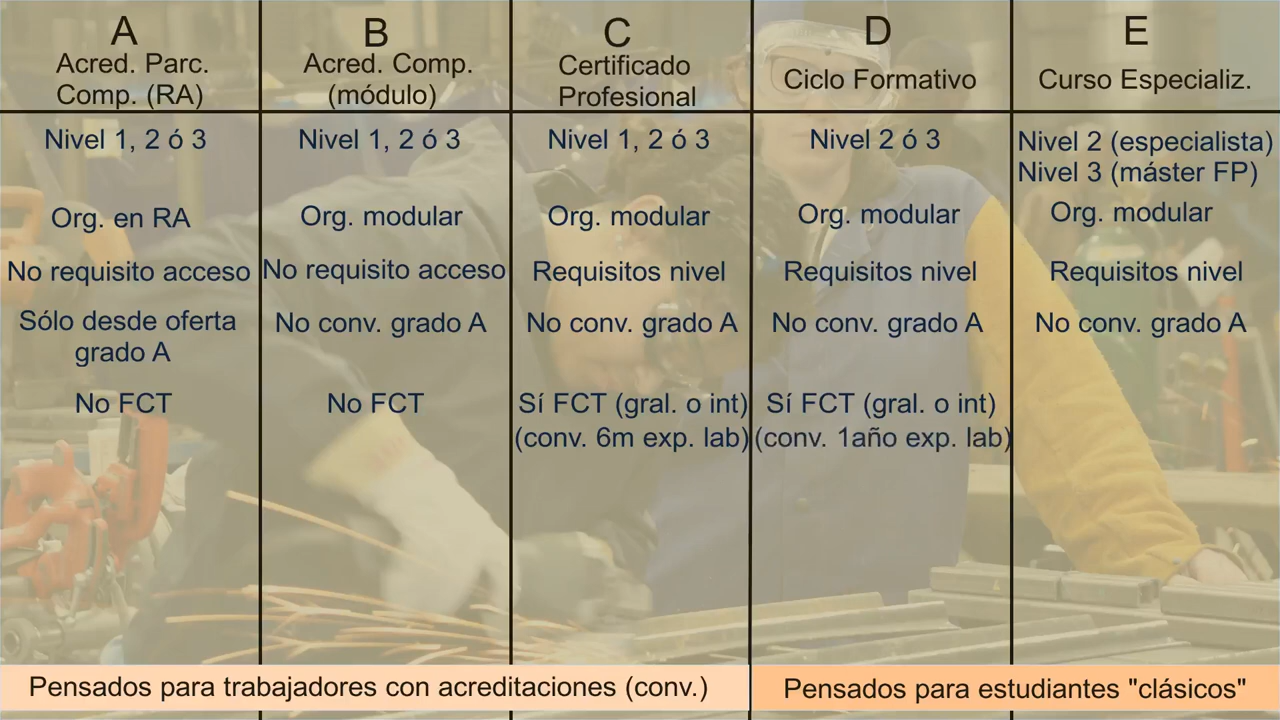 A
Acred. Parc.
Comp. (RA)
Nivel 1, 2 ó 3
Org. en RA
No requisito acceso
Sólo desde oferta
grado A
No FCT
B
Acred. Comp.
(módulo)
Nivel 1, 2 ó 3
Org. modular
No requisito acceso
No conv. grado A
No FCT
C
Certificado
Profesional
Nivel 1, 2 ó 3
Org. modular
Requisitos nivel
No conv. grado A
Sí FCT (gral. o int)
(conv. 6m exp. lab)
D
Ciclo Formativo
Nivel 2 ó 3
Org. modular
Requisitos nivel
No conv. grado A
Sí FCT (gral. o int)
(conv. 1año exp. lab)
E
Curso Especializ.
Nivel 2 (especialista)
Nivel 3 (máster FP)
Org. modular
Requisitos nivel
No conv. grado A
Pensados para trabajadores con acreditaciones (conv.)
Pensados para estudiantes "clásicos"